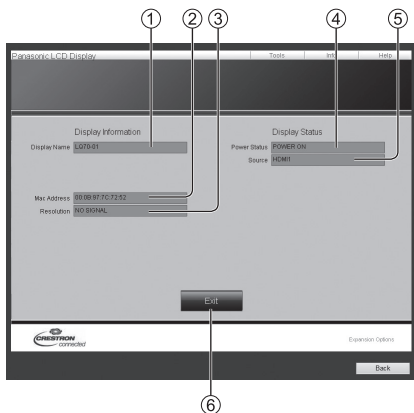 ① ② ③ ④ ⑤
Panasonic LCD Display Tools Info Help
Display Information Display Status
Display Name LQ70-01 Power Status POWER ON
Source HDMI1
Mac Address 00:0B:97:7C:72:52
Resolution NO SIGNAL
Exit
CRESTRON connected Expansion Options
Back
⑥